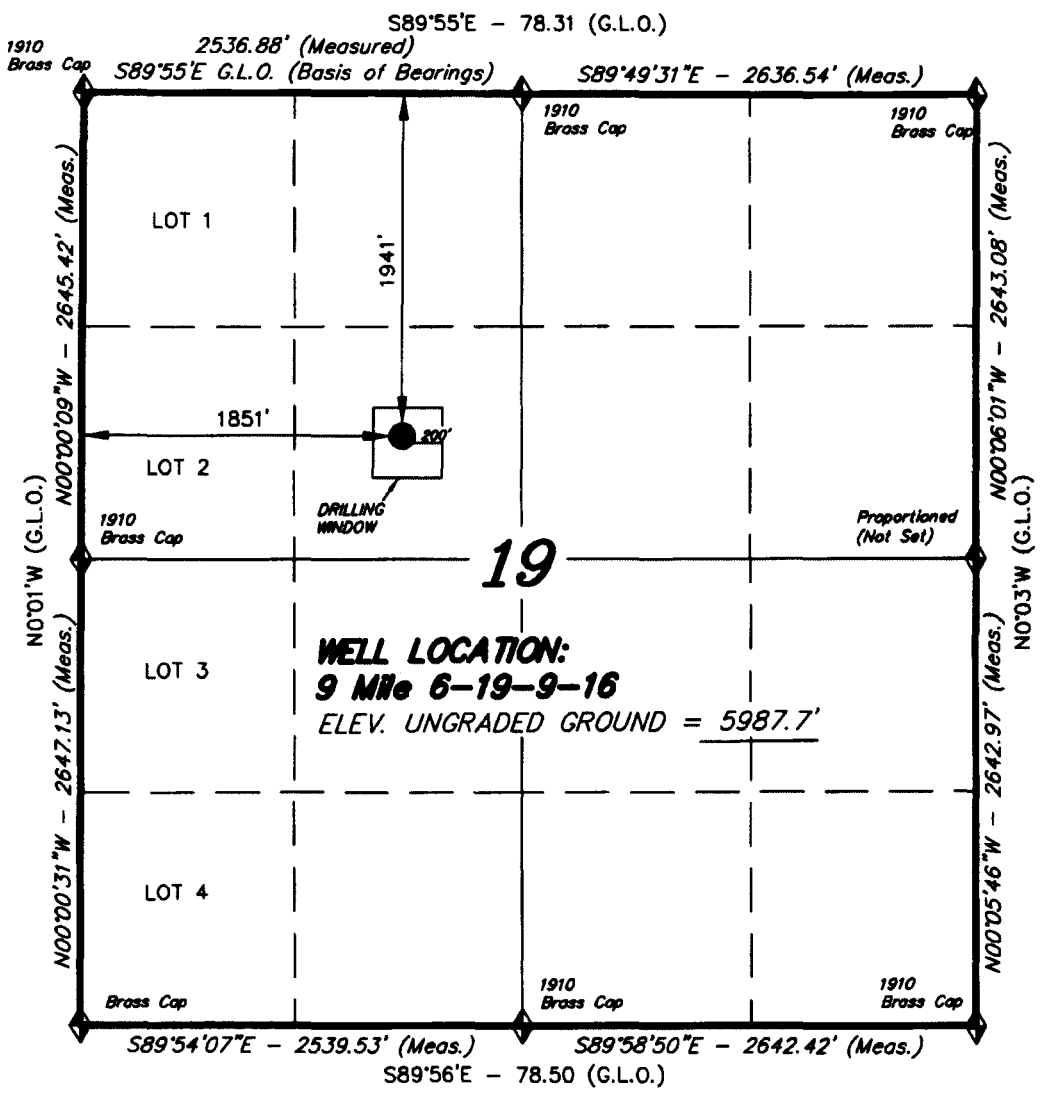 S89°55'E – 78.31 (G.L.O.)
1910
Brass Cap
2536.88' (Measured)
S89°55'E G.L.O. (Basis of Bearings)
S89°49'31"E – 2636.54' (Meas.)
1910
Brass Cap
1910
Brass Cap
N00°00'09"W – 2645.42' (Meas.)
LOT 1
1941'
N00°06'01"W – 2643.08' (Meas.)
1851'
200'
LOT 2
DRILLING
WINDOW
1910
Brass Cap
Proportioned
(Not Set)
N0°01'W (G.L.O.)
19
N0°03'W (G.L.O.)
WELL LOCATION:
9 Mile 6–19–9–16
ELEV. UNGRADED GROUND = 5987.7'
LOT 3
N00°00'31"W – 2647.13' (Meas.)
N00°05'46"W – 2642.97' (Meas.)
LOT 4
Brass Cap
1910
Brass Cap
1910
Brass Cap
S89°54'07"E – 2539.53' (Meas.)
S89°58'50"E – 2642.42' (Meas.)
S89°56'E – 78.50 (G.L.O.)